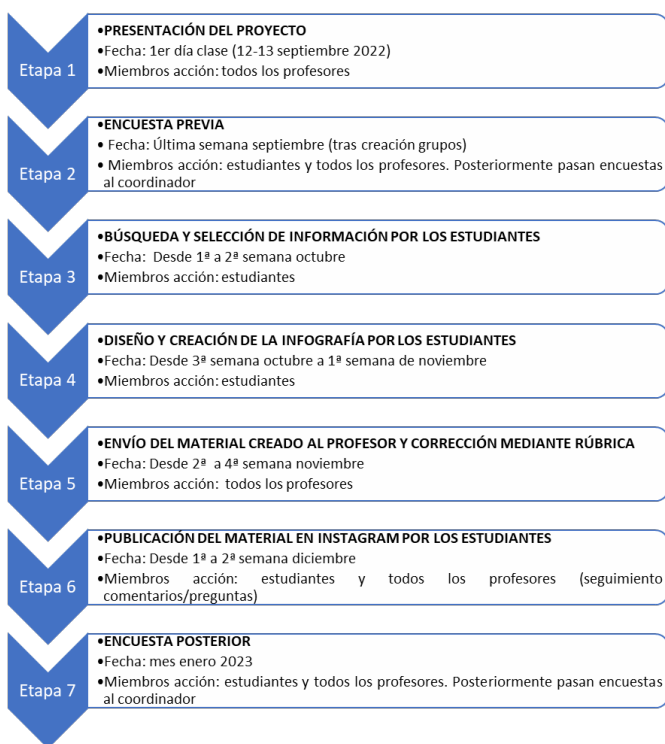 Etapa 1
•PRESENTACIÓN DEL PROYECTO
•Fecha: 1er día clase (12-13 septiembre 2022)
•Miembros acción: todos los profesores
Etapa 2
•ENCUESTA PREVIA
• Fecha: Última semana septiembre (tras creación grupos)
• Miembros acción: estudiantes y todos los profesores. Posteriormente pasan encuestas
al coordinador
Etapa 3
•BÚSQUEDA Y SELECCIÓN DE INFORMACIÓN POR LOS ESTUDIANTES
•Fecha: Desde 1ª a 2ª semana octubre
•Miembros acción: estudiantes
Etapa 4
•DISEÑO Y CREACIÓN DE LA INFOGRAFÍA POR LOS ESTUDIANTES
•Fecha: Desde 3ª semana octubre a 1ª semana de noviembre
•Miembros acción: estudiantes
Etapa 5
•ENVÍO DEL MATERIAL CREADO AL PROFESOR Y CORRECCIÓN MEDIANTE RÚBRICA
•Fecha: Desde 2ª a 4ª semana noviembre
•Miembros acción: todos los profesores
Etapa 6
•PUBLICACIÓN DEL MATERIAL EN INSTAGRAM POR LOS ESTUDIANTES
•Fecha: Desde 1ª a 2ª semana diciembre
•Miembros acción: estudiantes y todos los profesores (seguimiento
comentarios/preguntas)
Etapa 7
•ENCUESTA POSTERIOR
•Fecha: mes enero 2023
•Miembros acción: estudiantes y todos los profesores. Posteriormente pasan encuestas
al coordinador